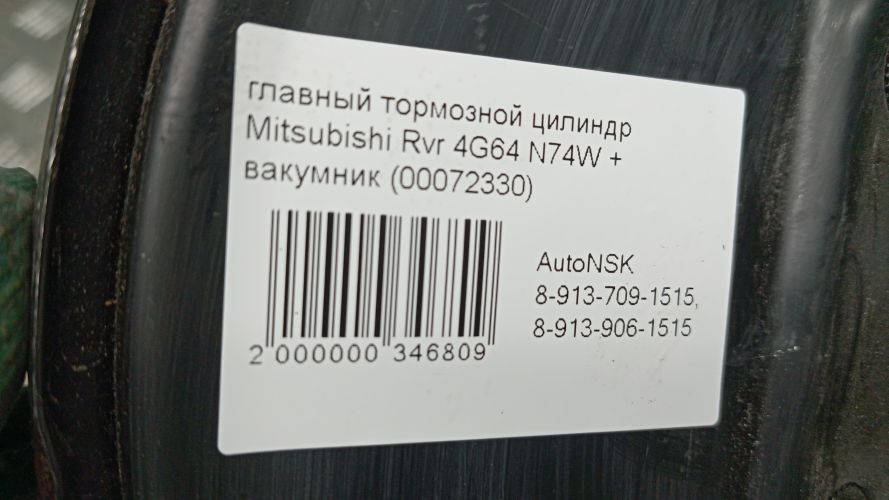 главный тормозной цилиндр
Mitsubishi Rvr 4G64 N74W +
вакумник (00072330)
AutoNSK
8-913-709-1515,
8-913-906-1515
2 000000 346809